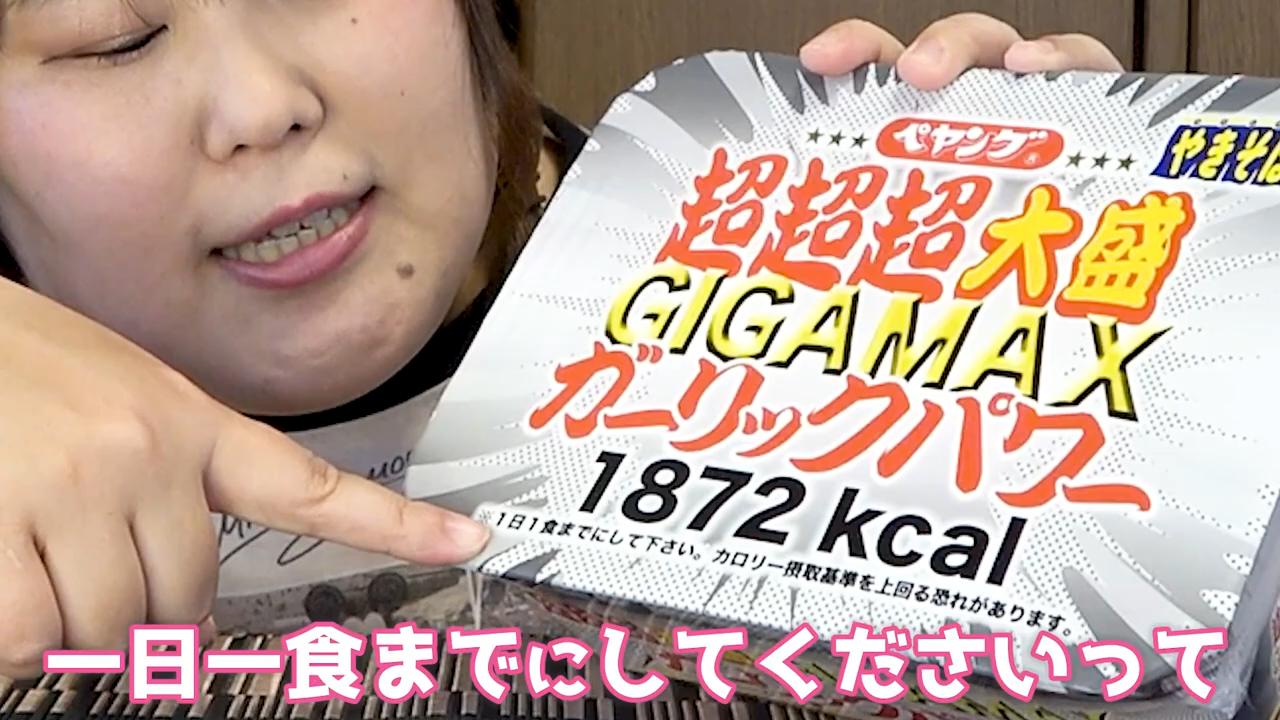 ペヤング
やきそば
超超超大盛
GIGAMAX
ガーリックパワー
1872 kcal
1日1食までにして下さい。カロリー摂取基準を上回る恐れがあります。
一日一食までにしてくださいって